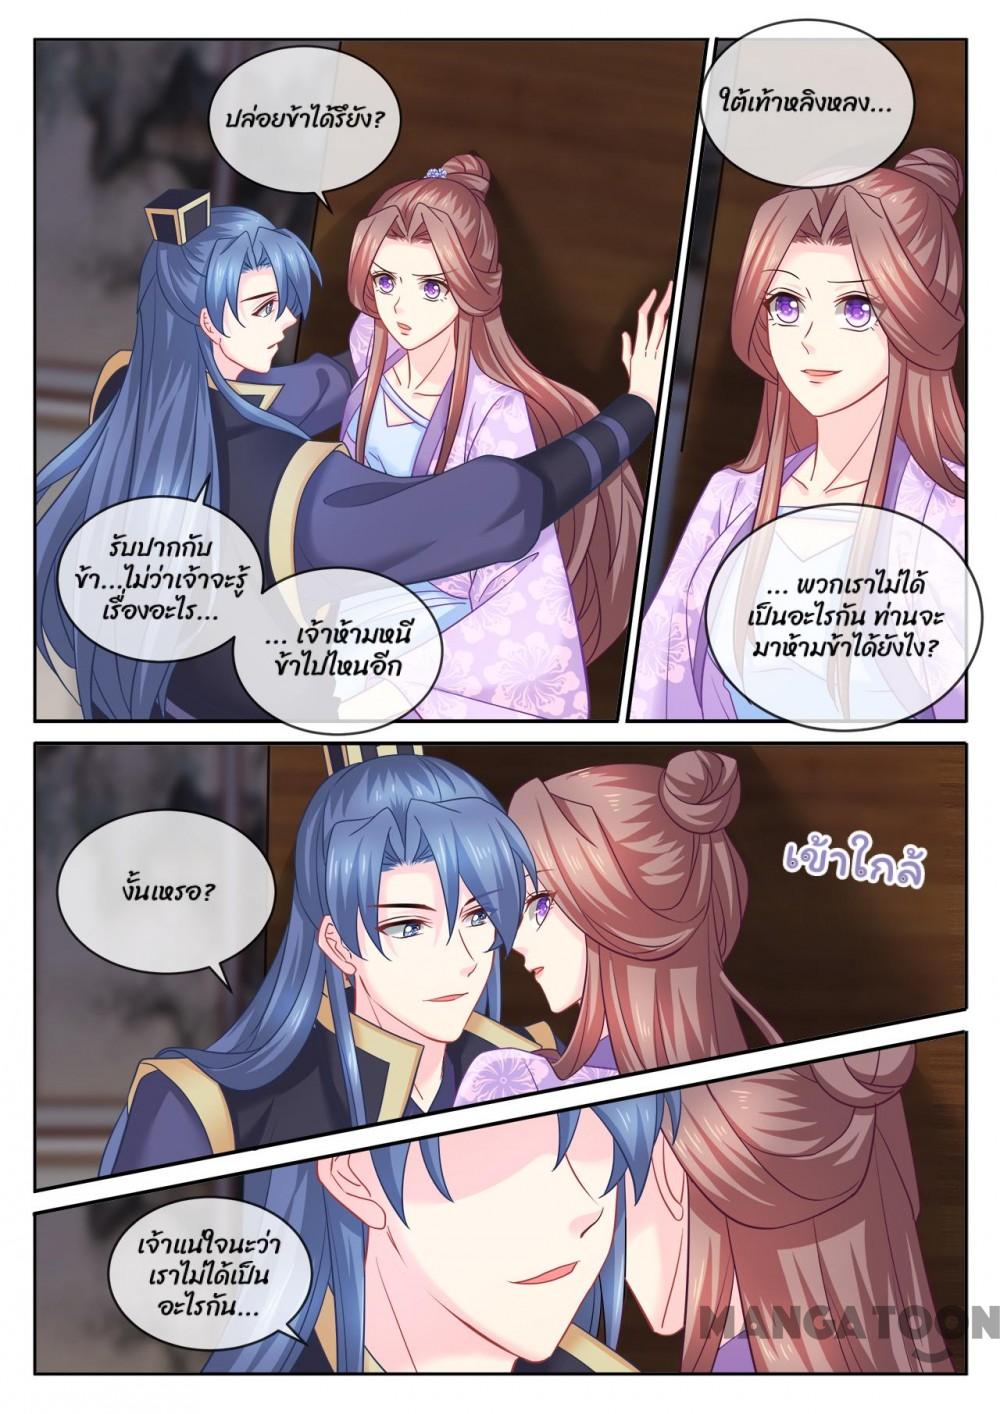 ปล่อยข้าได้รึยัง?
รับปากกับ
ข้า...ไม่ว่าเจ้าจะรู้
เรื่องอะไร...
... เจ้าห้ามหนี
ข้าไปไหนอีก
ใต้เท้าหลิงหลง...
... พวกเราไม่ได้
เป็นอะไรกัน ท่านจะ
มาห้ามข้าได้ยังไง?
งั้นเหรอ?
เข้าใกล้
เจ้าแน่ใจนะว่า
เราไม่ได้เป็น
อะไรกัน...
MANGATOON